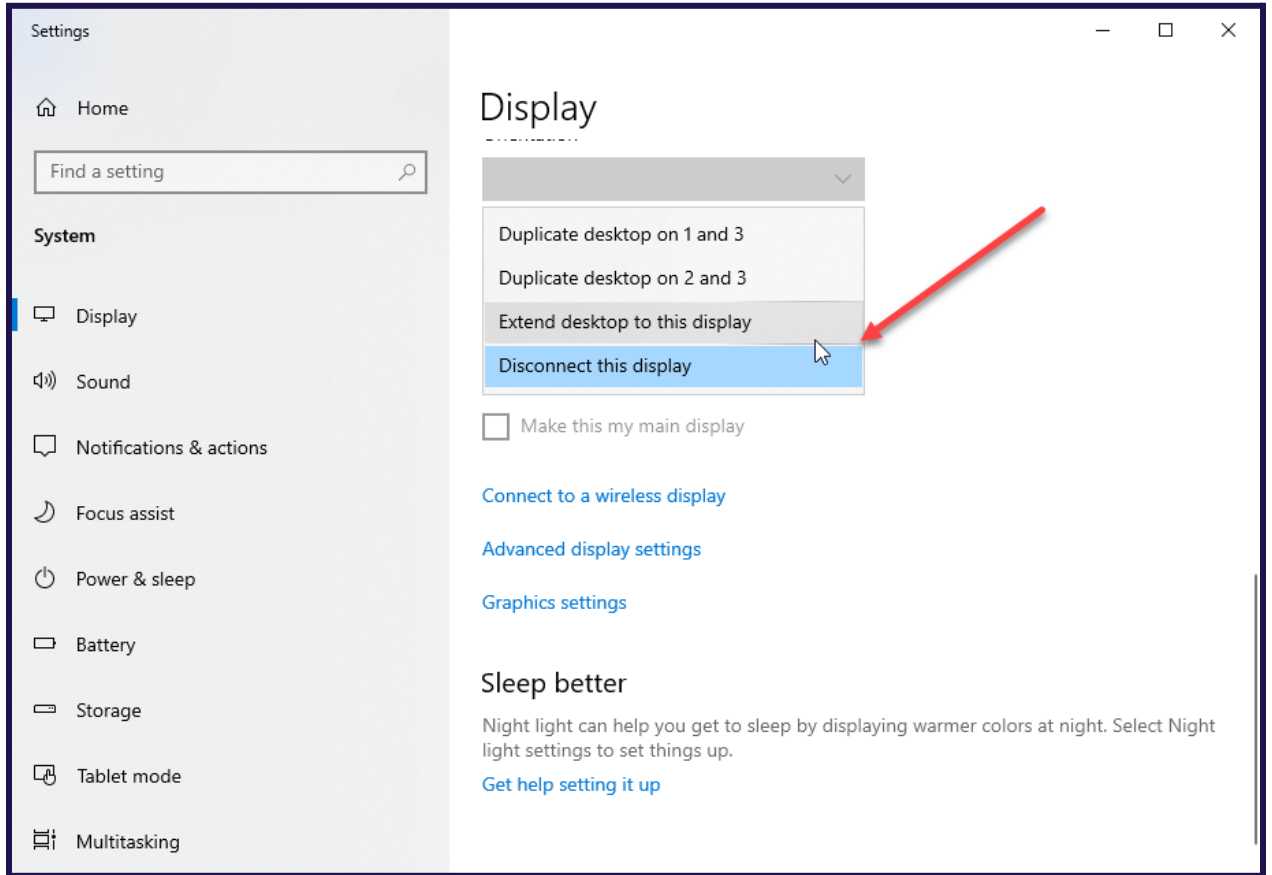 Settings
Home
Find a setting
System
Display
Sound
Notifications & actions
Focus assist
Power & sleep
Battery
Storage
Tablet mode
Multitasking
Display
Duplicate desktop on 1 and 3
Duplicate desktop on 2 and 3
Extend desktop to this display
Disconnect this display
Make this my main display
Connect to a wireless display
Advanced display settings
Graphics settings
Sleep better
Night light can help you get to sleep by displaying warmer colors at night. Select Night
light settings to set things up.
Get help setting it up